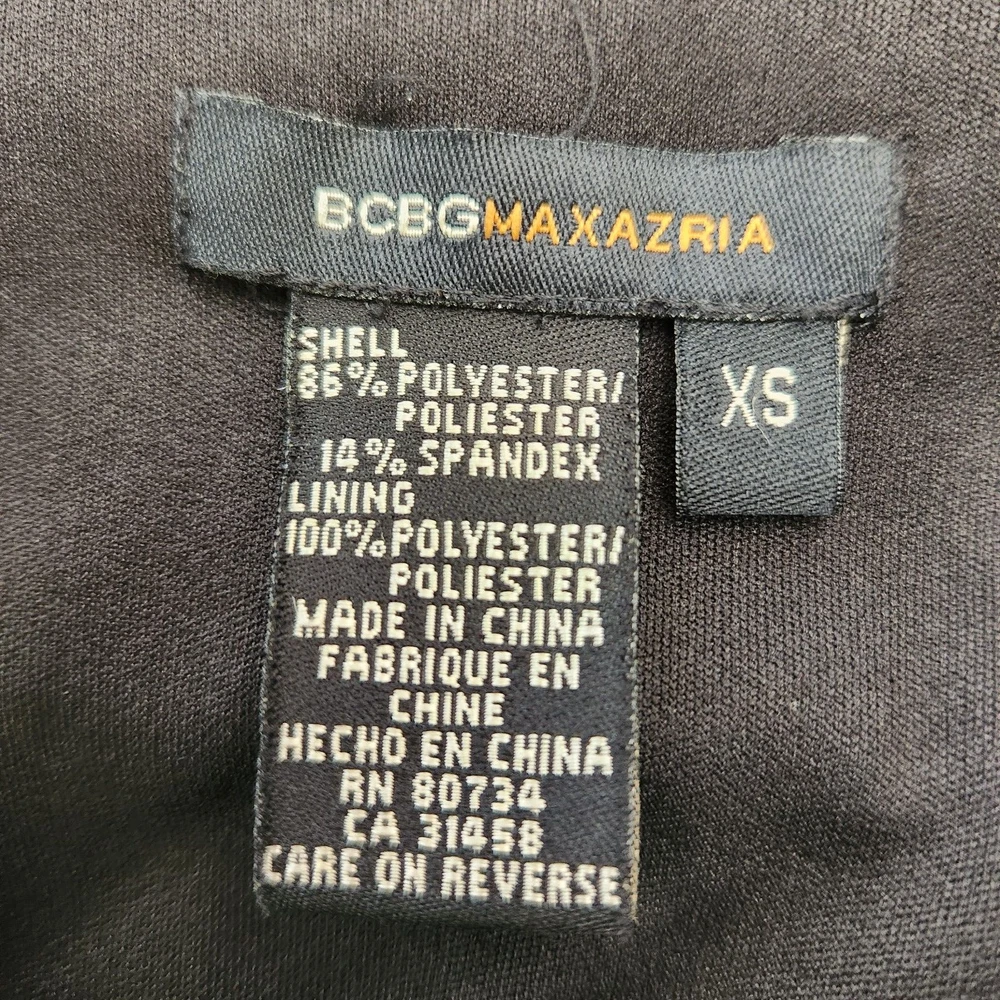 BCBGMAXAZRIA
XS
SHELL
86% POLYESTER/
POLIESTER
14% SPANDEX
LINING
100% POLYESTER/
POLIESTER
MADE IN CHINA
FABRIQUE EN
CHINE
HECHO EN CHINA
RN 80734
CA 31458
CARE ON REVERSE